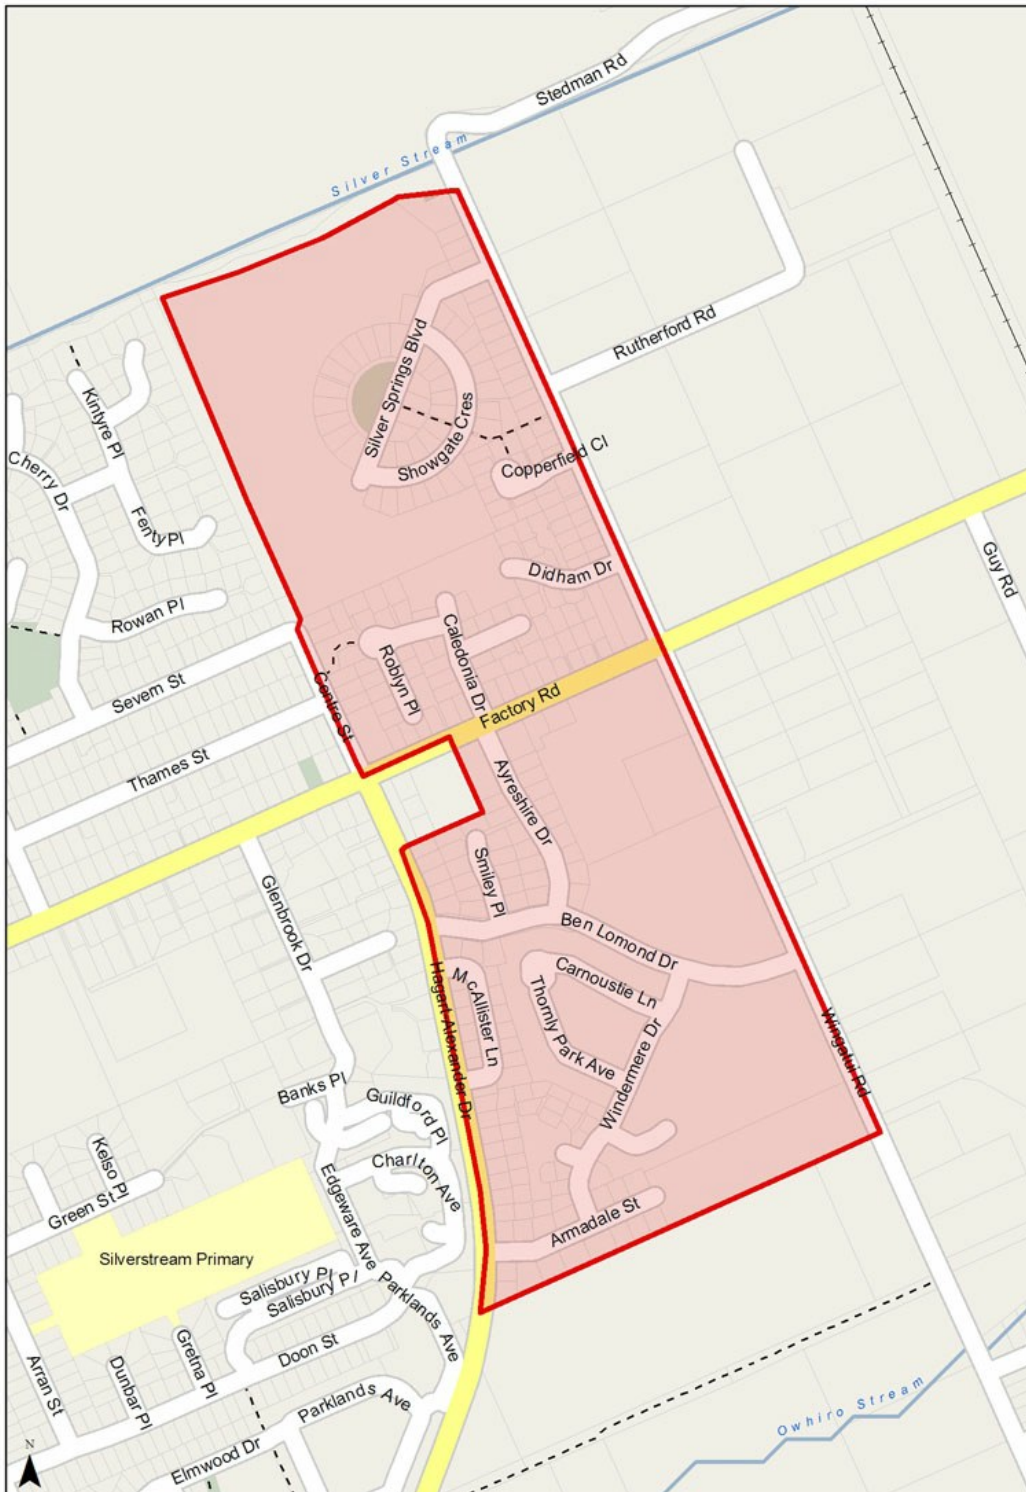 Stedman Rd
Silver Stream
Rutherford Rd
Silver Springs Blvd
Showgate Cres
Copperfield Cl
Kintyre Pl
Cherry Dr
Fenty Pl
Didham Dr
Guy Rd
Rowan Pl
Severn St
Caledonia Dr
Roblyn Pl
Centre St
Factory Rd
Thames St
Ayreshire Dr
Smiley Pl
Glenbrook Dr
Ben Lomond Dr
Carnoustie Ln
McAllister Ln
Thornly Park Ave
Hagart-Alexander Dr
Windermere Dr
Wingatui Rd
Banks Pl
Guildford Pl
Charlton Ave
Kelso Pl
Green St
Edgeware Ave
Armadale St
Silverstream Primary
Salisbury Pl
Salisbury Pl
Parklands Ave
Doon St
Gretna Pl
Dunbar Pl
Arran St
Parklands Ave
Owhiro Stream
Elmwood Dr
N